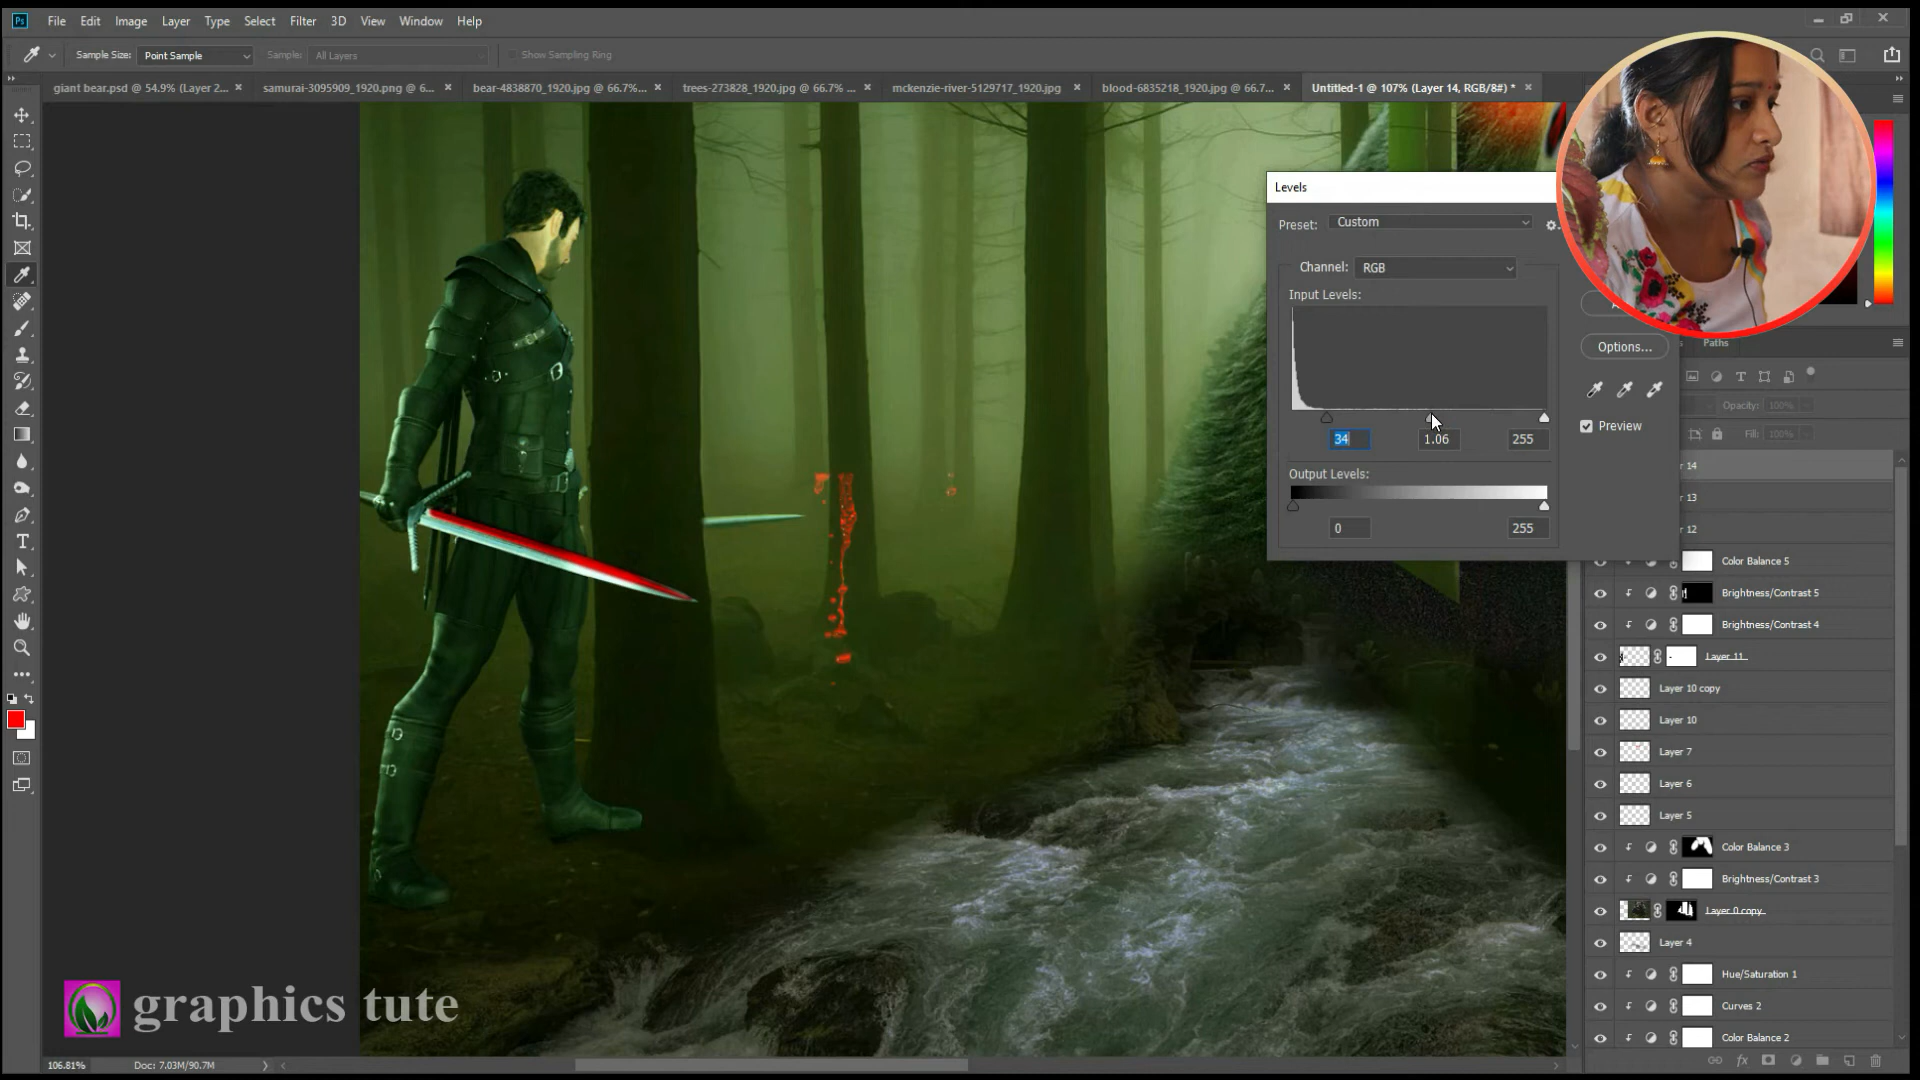 Ps File Edit Image Layer Type Select Filter 3D View Window Help
Sample Size: Point Sample Sample: All Layers Show Sampling Ring
giant bear.psd @ 54.9% (Layer 2... × samurai-3095909_1920.png @ 6... × bear-4838870_1920.jpg @ 66.7%... × trees-273828_1920.jpg @ 66.7% ... × mckenzie-river-5129717_1920.jpg × blood-6835218_1920.jpg @ 66.7... × Untitled-1 @ 107% (Layer 14, RGB/8#) * ×
Levels
Preset: Custom
Channel: RGB
Input Levels:
34 1.06 255
Output Levels:
0 255
Options...
Preview
Paths
Opacity: 100%
Fill: 100%
14
13
12
Color Balance 5
Brightness/Contrast 5
Brightness/Contrast 4
Layer 11
Layer 10 copy
Layer 10
Layer 7
Layer 6
Layer 5
Color Balance 3
Brightness/Contrast 3
Layer 0 copy
Layer 4
Hue/Saturation 1
Curves 2
Color Balance 2
graphics tute
106.81% Doc: 7.03M/90.7M